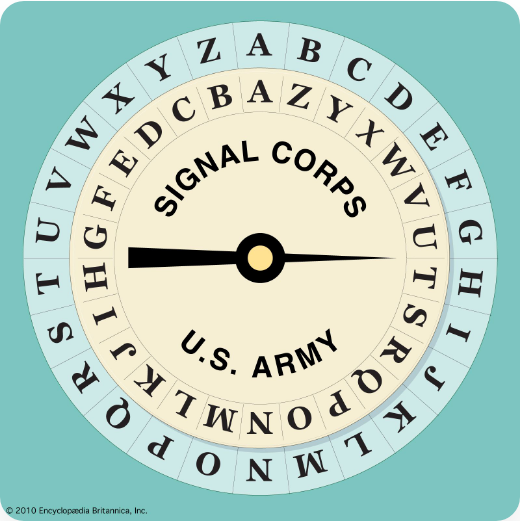 A B C D E F G H I J K L M N O P Q R S T U V W X Y Z
A Z Y X W V U T S R Q P O N M L K J I H G F E D C B
SIGNAL CORPS
U.S. ARMY
© 2010 Encyclopædia Britannica, Inc.